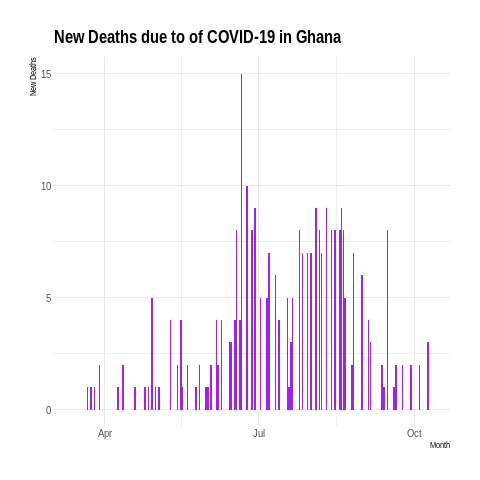 New Deaths due to of COVID-19 in Ghana
New Deaths
15
10
5
0
Apr
Jul
Oct
Month